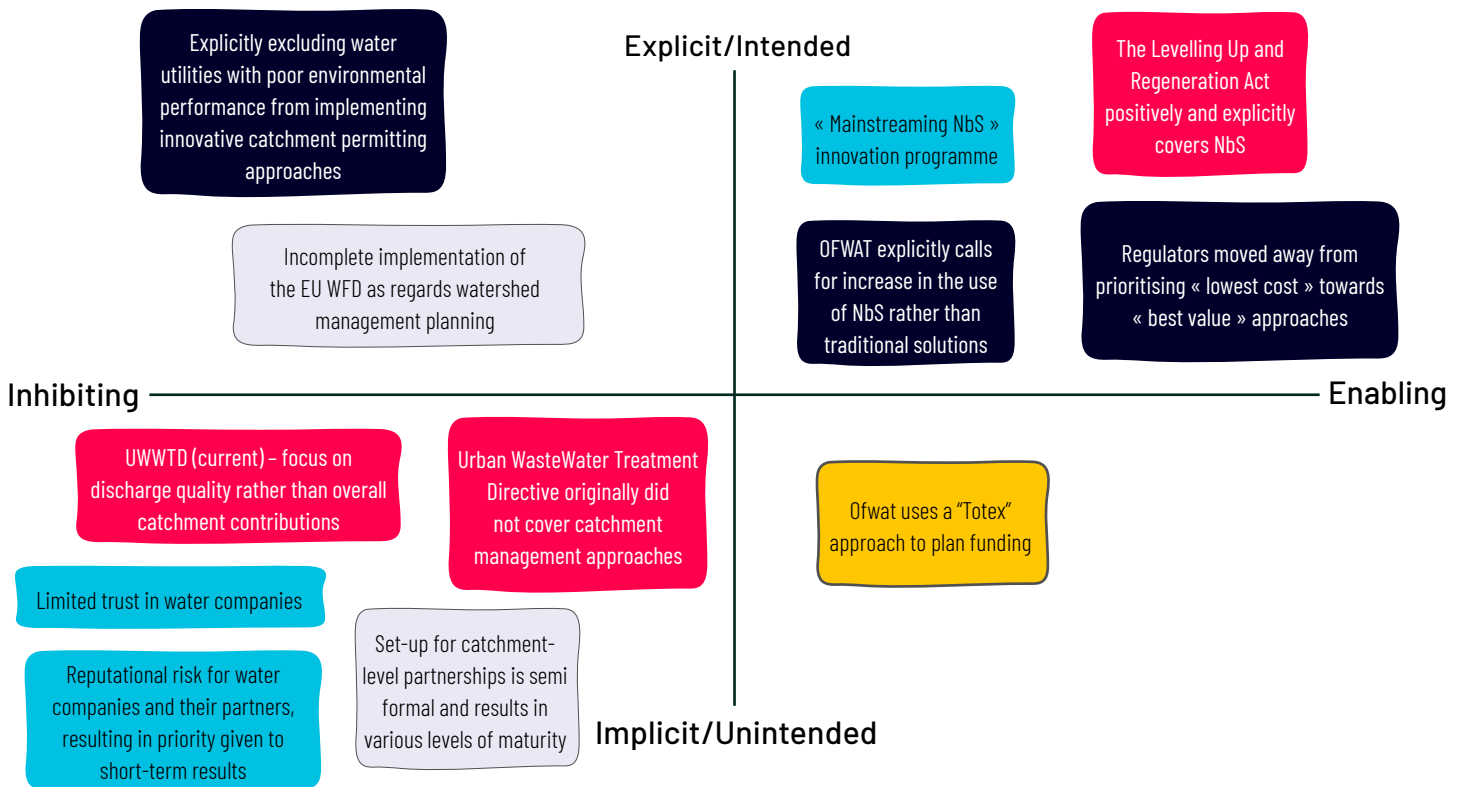 Explicitly excluding water
utilities with poor environmental
performance from implementing
innovative catchment permitting
approaches
Explicit/Intended
« Mainstreaming NbS »
innovation programme
The Levelling Up and
Regeneration Act
positively and explicitly
covers NbS
Incomplete implementation of
the EU WFD as regards watershed
management planning
OFWAT explicitly calls
for increase in the use
of NbS rather than
traditional solutions
Regulators moved away from
prioritising « lowest cost » towards
« best value » approaches
Inhibiting
Enabling
UWWTD (current) – focus on
discharge quality rather than overall
catchment contributions
Urban WasteWater Treatment
Directive originally did
not cover catchment
management approaches
Ofwat uses a “Totex”
approach to plan funding
Limited trust in water companies
Reputational risk for water
companies and their partners,
resulting in priority given to
short-term results
Set-up for catchment-
level partnerships is semi
formal and results in
various levels of maturity
Implicit/Unintended